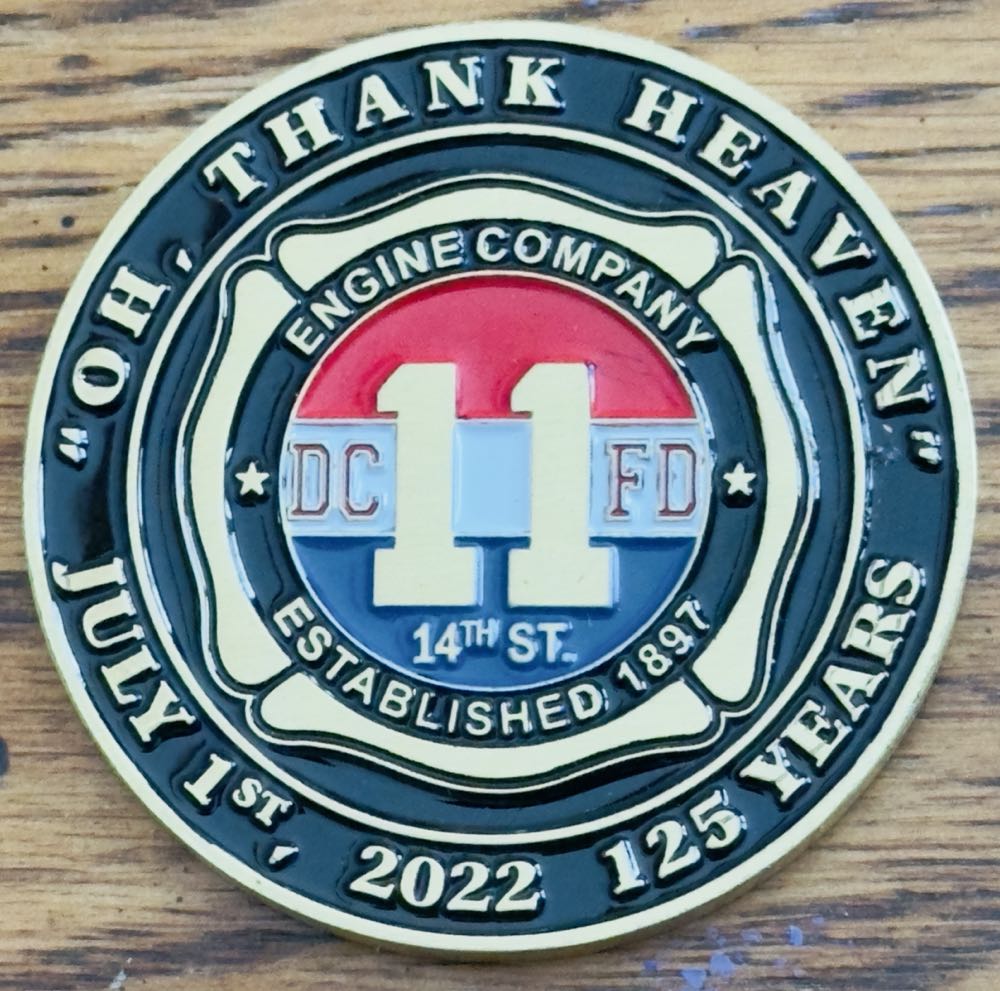 “OH, THANK HEAVEN”
ENGINE COMPANY
DC 11 FD
14TH ST.
ESTABLISHED 1897
JULY 1ST, 2022 125 YEARS